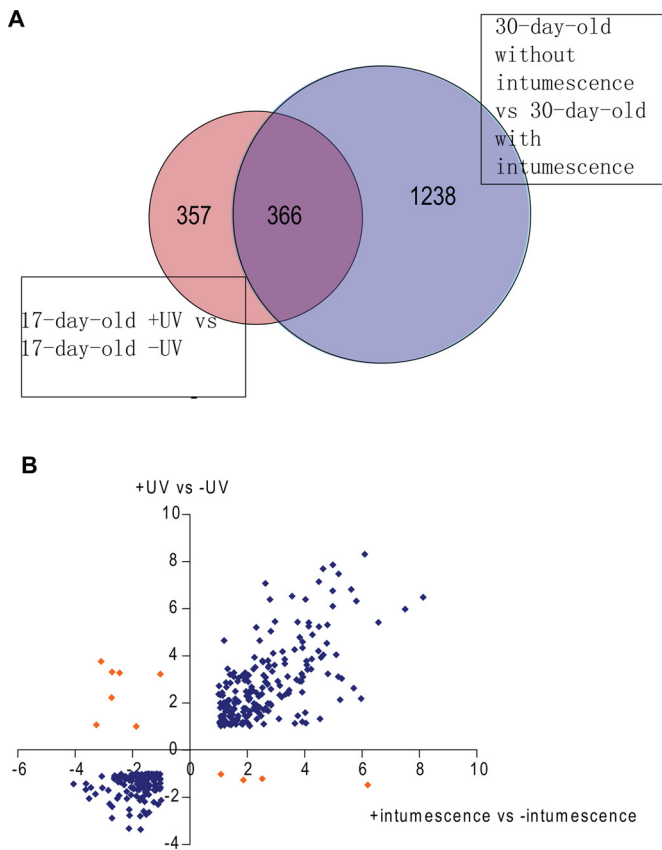 A
30-day-old
without
intumescence
vs 30-day-old
with
intumescence
357
366
1238
17-day-old +UV vs
17-day-old -UV
B
+UV vs -UV
10
8
6
4
2
0
-6
-4
-2
0
2
4
6
8
10
-2
+intumescence vs -intumescence
-4